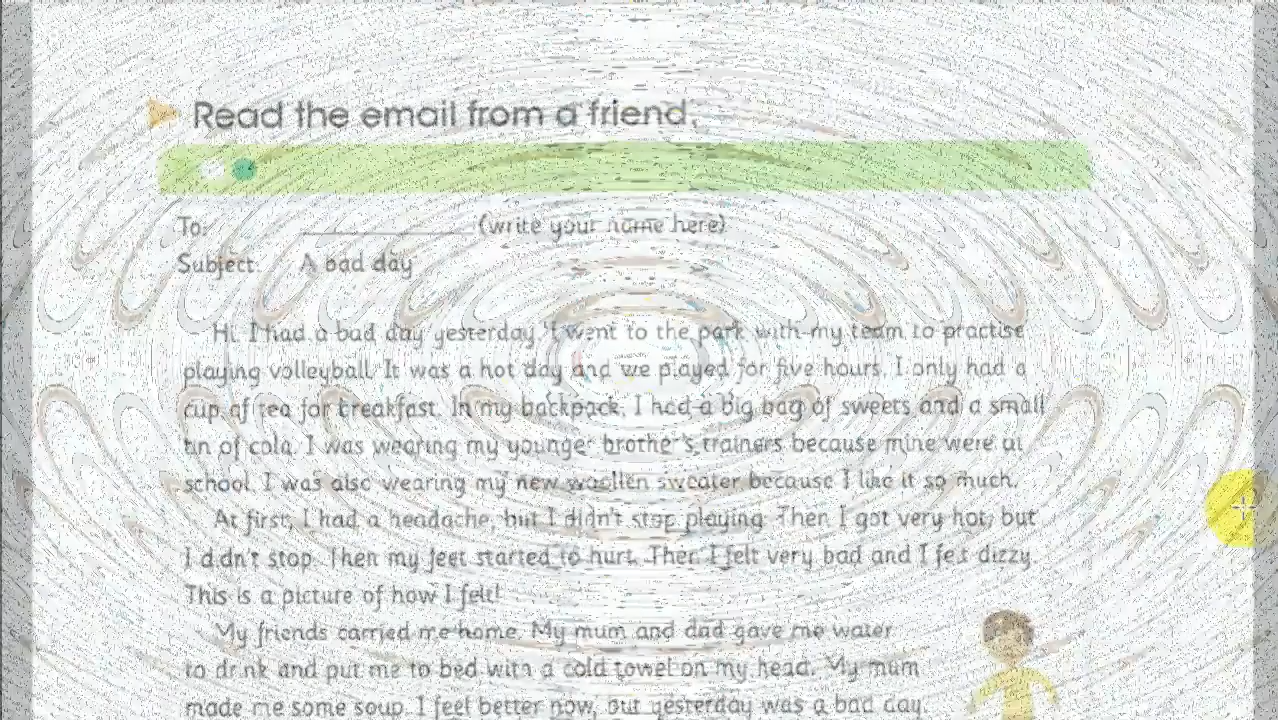 Read the email from a friend.
To: (write your name here)
Subject: A bad day
Hi. I had a bad day yesterday. I went to the park with my team to practise
playing volleyball. It was a hot day and we played for five hours. I only had a
cup of tea for breakfast. In my backpack, I had a big bag of sweets and a small
tin of cola. I was wearing my younger brother's trainers because mine were at
school. I was also wearing my new woollen sweater because I like it so much.
At first, I had a headache, but I didn't stop playing. Then I got very hot, but
I didn't stop. Then my feet started to hurt. Then I felt very bad and I felt dizzy.
This is a picture of how I felt!
My friends carried me home. My mum and dad gave me water
to drink and put me to bed with a cold towel on my head. My mum
made me some soup. I feel better now, but yesterday was a bad day.